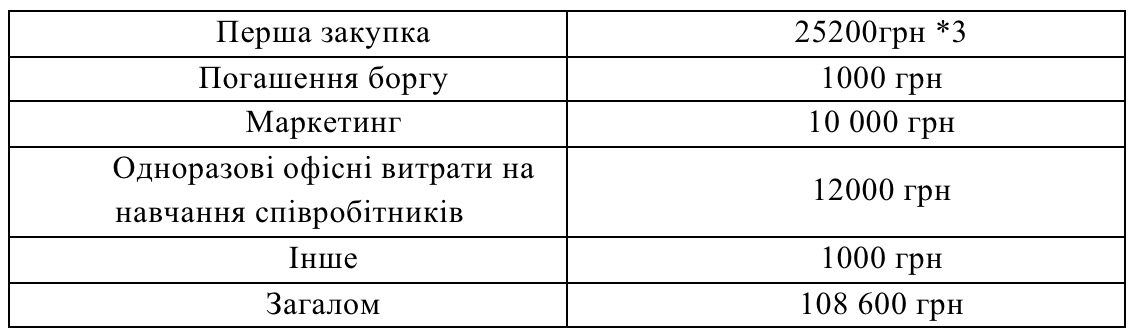 Перша закупка 25200грн *3
Погашення боргу 1000 грн
Маркетинг 10 000 грн
Одноразові офісні витрати на
навчання співробітників 12000 грн
Інше 1000 грн
Загалом 108 600 грн